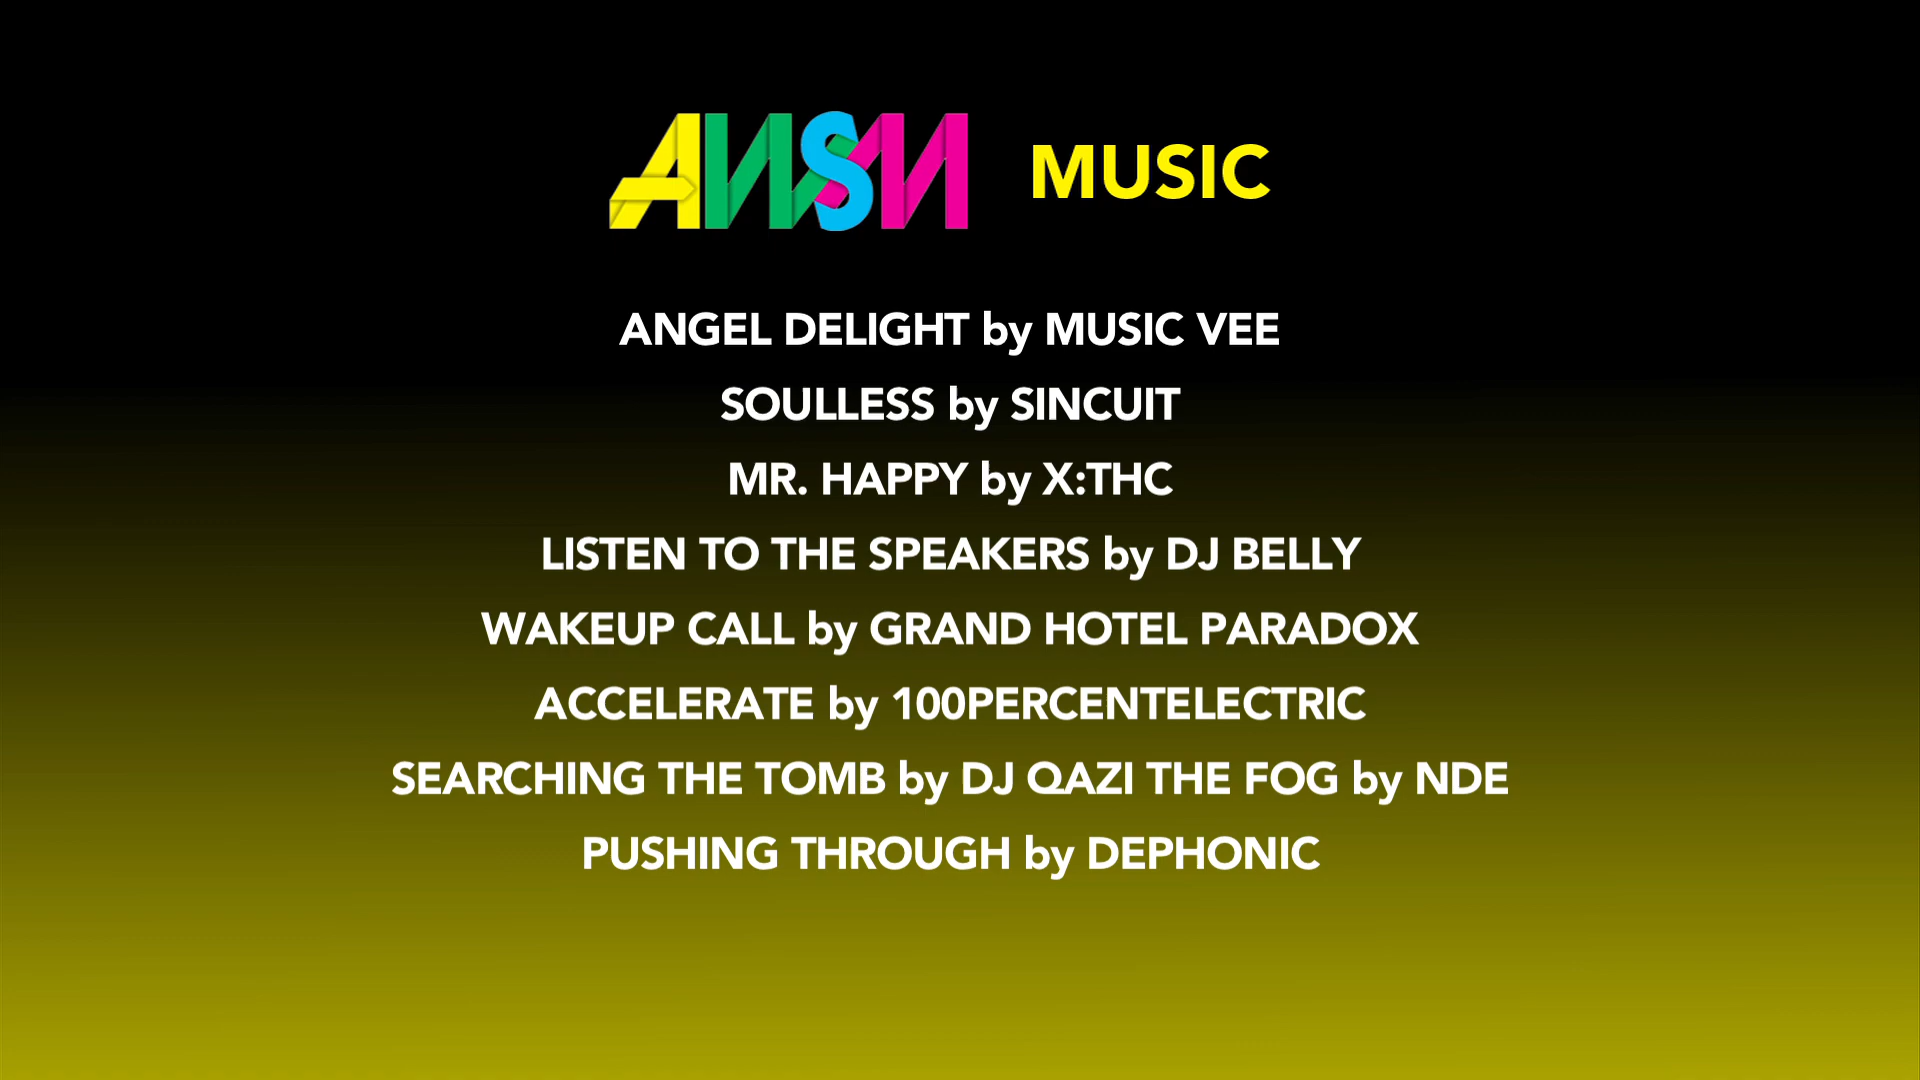 AWSM MUSIC
ANGEL DELIGHT by MUSIC VEE
SOULLESS by SINCUIT
MR. HAPPY by X:THC
LISTEN TO THE SPEAKERS by DJ BELLY
WAKEUP CALL by GRAND HOTEL PARADOX
ACCELERATE by 100PERCENTELECTRIC
SEARCHING THE TOMB by DJ QAZI THE FOG by NDE
PUSHING THROUGH by DEPHONIC